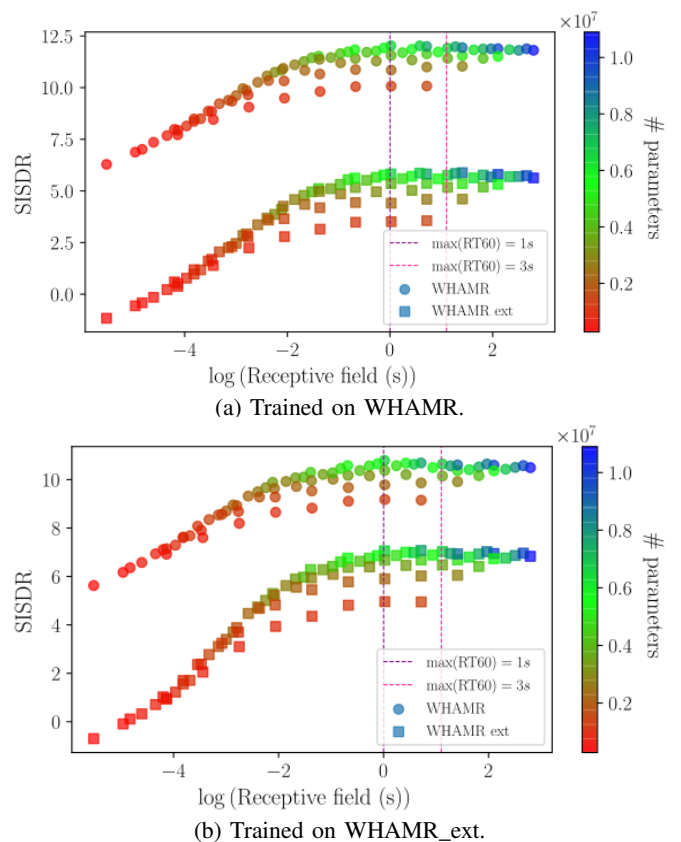 ×10⁷
12.5
10.0
7.5
5.0
2.5
0.0
SISDR
max(RT60) = 1s
max(RT60) = 3s
WHAMR
WHAMR ext
−4
−2
0
2
log (Receptive field (s))
1.0
0.8
0.6
0.4
0.2
# parameters
(a) Trained on WHAMR.
×10⁷
10
8
6
4
2
0
SISDR
max(RT60) = 1s
max(RT60) = 3s
WHAMR
WHAMR ext
−4
−2
0
2
log (Receptive field (s))
1.0
0.8
0.6
0.4
0.2
# parameters
(b) Trained on WHAMR_ext.